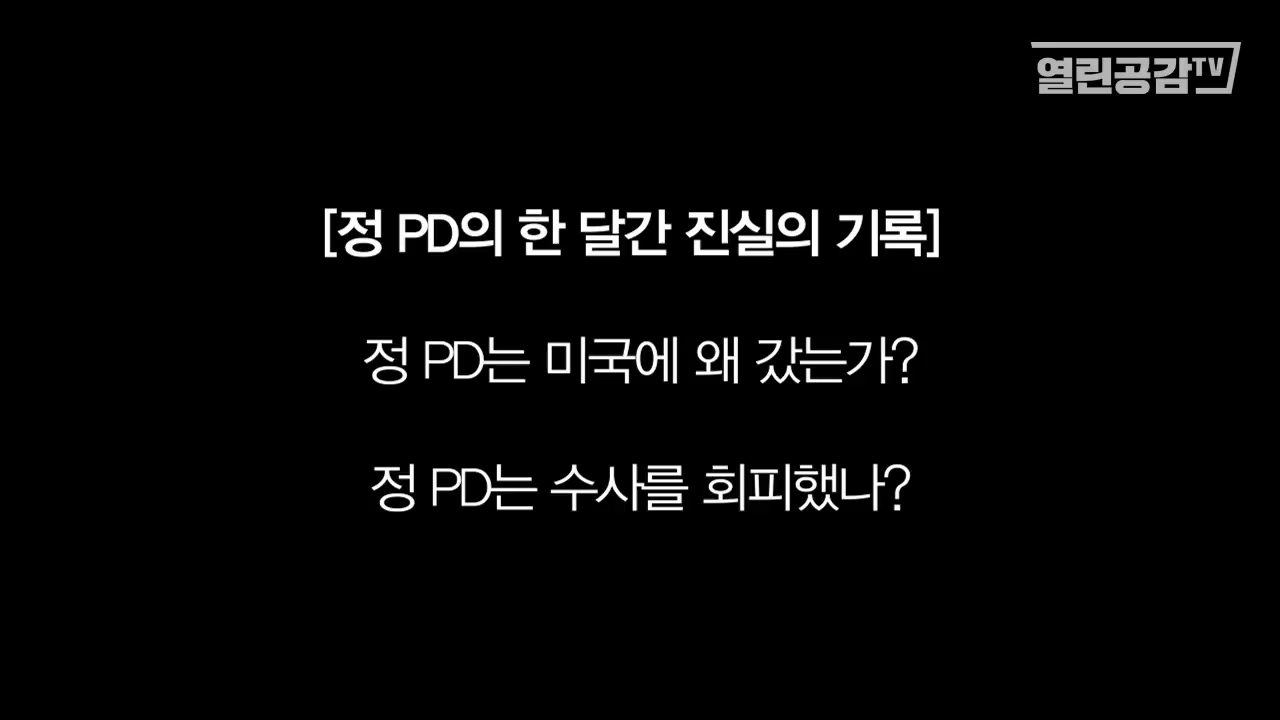 열린공감TV
[정 PD의 한 달간 진실의 기록]
정 PD는 미국에 왜 갔는가?
정 PD는 수사를 회피했나?